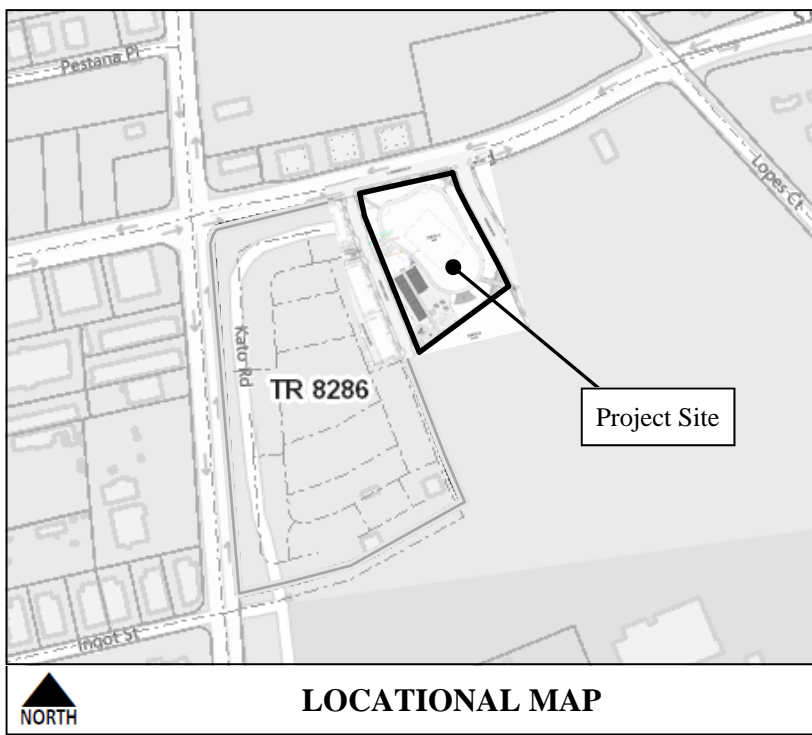 Pestana Pl
Lopes Ct
Kato Rd
TR 8286
Project Site
Ingot St
NORTH
LOCATIONAL MAP